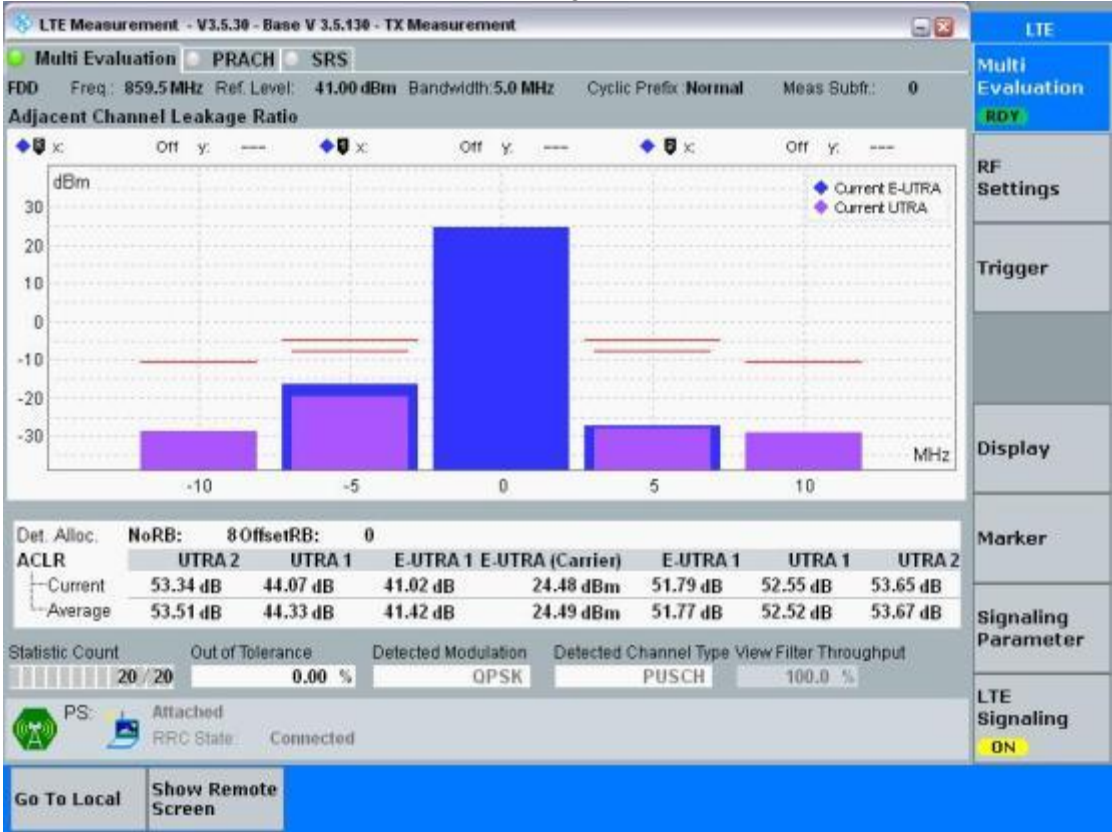 LTE Measurement - V3.5.30 - Base V 3.5.130 - TX Measurement
LTE
Multi Evaluation PRACH SRS
Multi Evaluation
RDY
FDD Freq.: 859.5 MHz Ref. Level: 41.00 dBm Bandwidth: 5.0 MHz Cyclic Prefix: Normal Meas Subfr.: 0
Adjacent Channel Leakage Ratio
x: Off y: --- x: Off y: --- x: Off y: ---
dBm
Current E-UTRA
Current UTRA
30
20
10
0
-10
-20
-30
MHz
-10 -5 0 5 10
RF Settings
Trigger
Display
Marker
Signaling Parameter
LTE Signaling
ON
Det. Alloc. NoRB: 8 OffsetRB: 0
ACLR UTRA 2 UTRA 1 E-UTRA 1 E-UTRA (Carrier) E-UTRA 1 UTRA 1 UTRA 2
Current 53.34 dB 44.07 dB 41.02 dB 24.48 dBm 51.79 dB 52.55 dB 53.65 dB
Average 53.51 dB 44.33 dB 41.42 dB 24.49 dBm 51.77 dB 52.52 dB 53.67 dB
Statistic Count Out of Tolerance Detected Modulation Detected Channel Type View Filter Throughput
20 / 20 0.00 % QPSK PUSCH 100.0 %
PS: Attached
RRC State: Connected
Go To Local Show Remote Screen